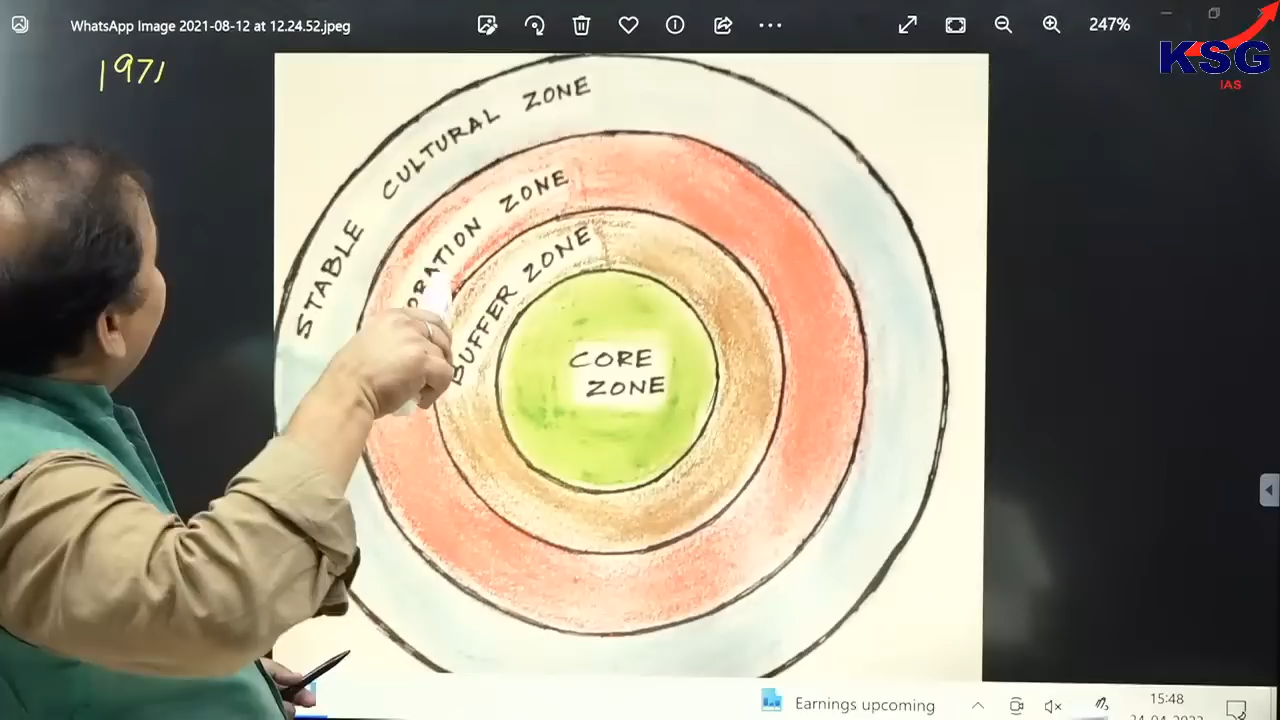 WhatsApp Image 2021-08-12 at 12.24.52.jpeg
247%
KSG
IAS
1971
STABLE CULTURAL ZONE
ORATION ZONE
BUFFER ZONE
CORE
ZONE
Earnings upcoming
15:48